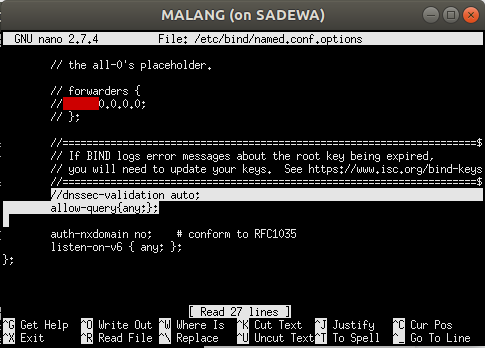 MALANG (on SADEWA)
GNU nano 2.7.4 File: /etc/bind/named.conf.options
// the all-0's placeholder.
// forwarders {
// 0.0.0.0;
// };
//=====================================================================$
// If BIND logs error messages about the root key being expired,
// you will need to update your keys. See https://www.isc.org/bind-keys
//=====================================================================$
//dnssec-validation auto;
allow-query{any;};
auth-nxdomain no; # conform to RFC1035
listen-on-v6 { any; };
};
[ Read 27 lines ]
^G Get Help ^O Write Out ^W Where Is ^K Cut Text ^J Justify ^C Cur Pos
^X Exit ^R Read File ^\ Replace ^U Uncut Text ^T To Spell ^_ Go To Line